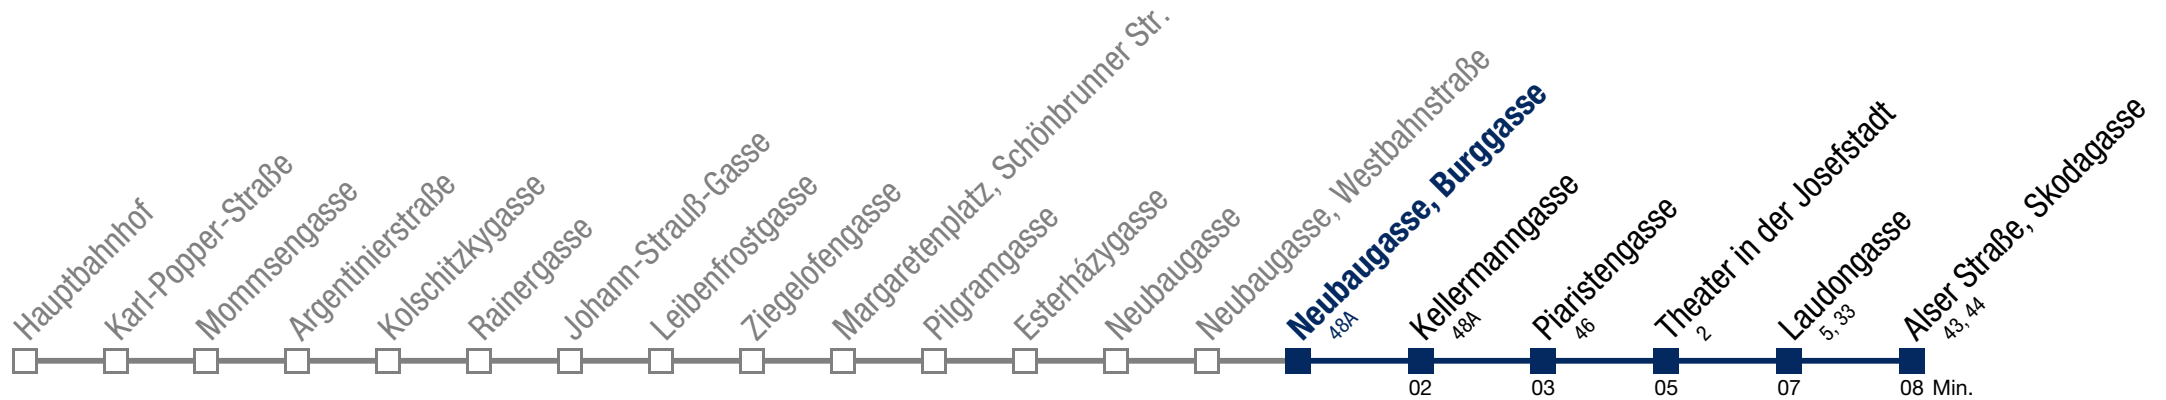 Hauptbahnhof
Karl-Popper-Straße
Mommsengasse
Argentinierstraße
Kolschitzkygasse
Rainergasse
Johann-Strauß-Gasse
Leibenfrostgasse
Ziegelofengasse
Margaretenplatz, Schönbrunner Str.
Pilgramgasse
Esterházygasse
Neubaugasse
Neubaugasse, Westbahnstraße
Neubaugasse, Burggasse
48A
Kellermanngasse
48A
Piaristengasse
46
Theater in der Josefstadt
2
Laudongasse
5, 33
Alser Straße, Skodagasse
43, 44
02 03 05 07 08 Min.